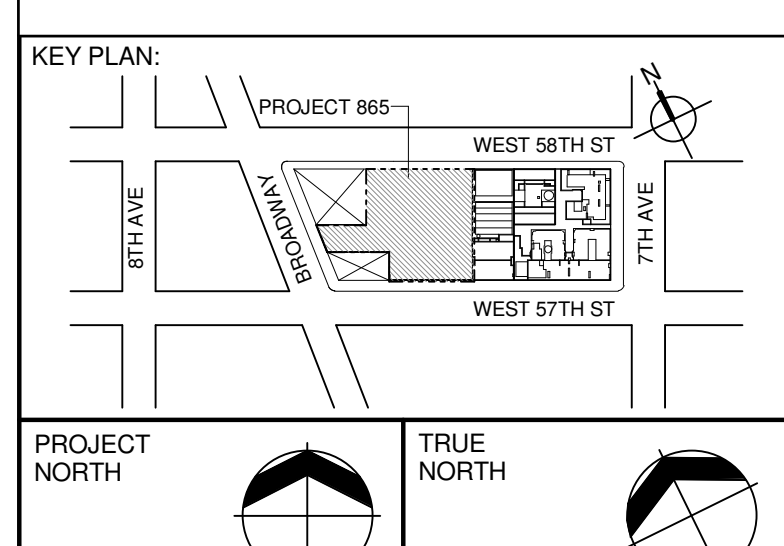 KEY PLAN:
N
PROJECT 865
WEST 58TH ST
8TH AVE
BROADWAY
7TH AVE
WEST 57TH ST
PROJECT
NORTH
TRUE
NORTH